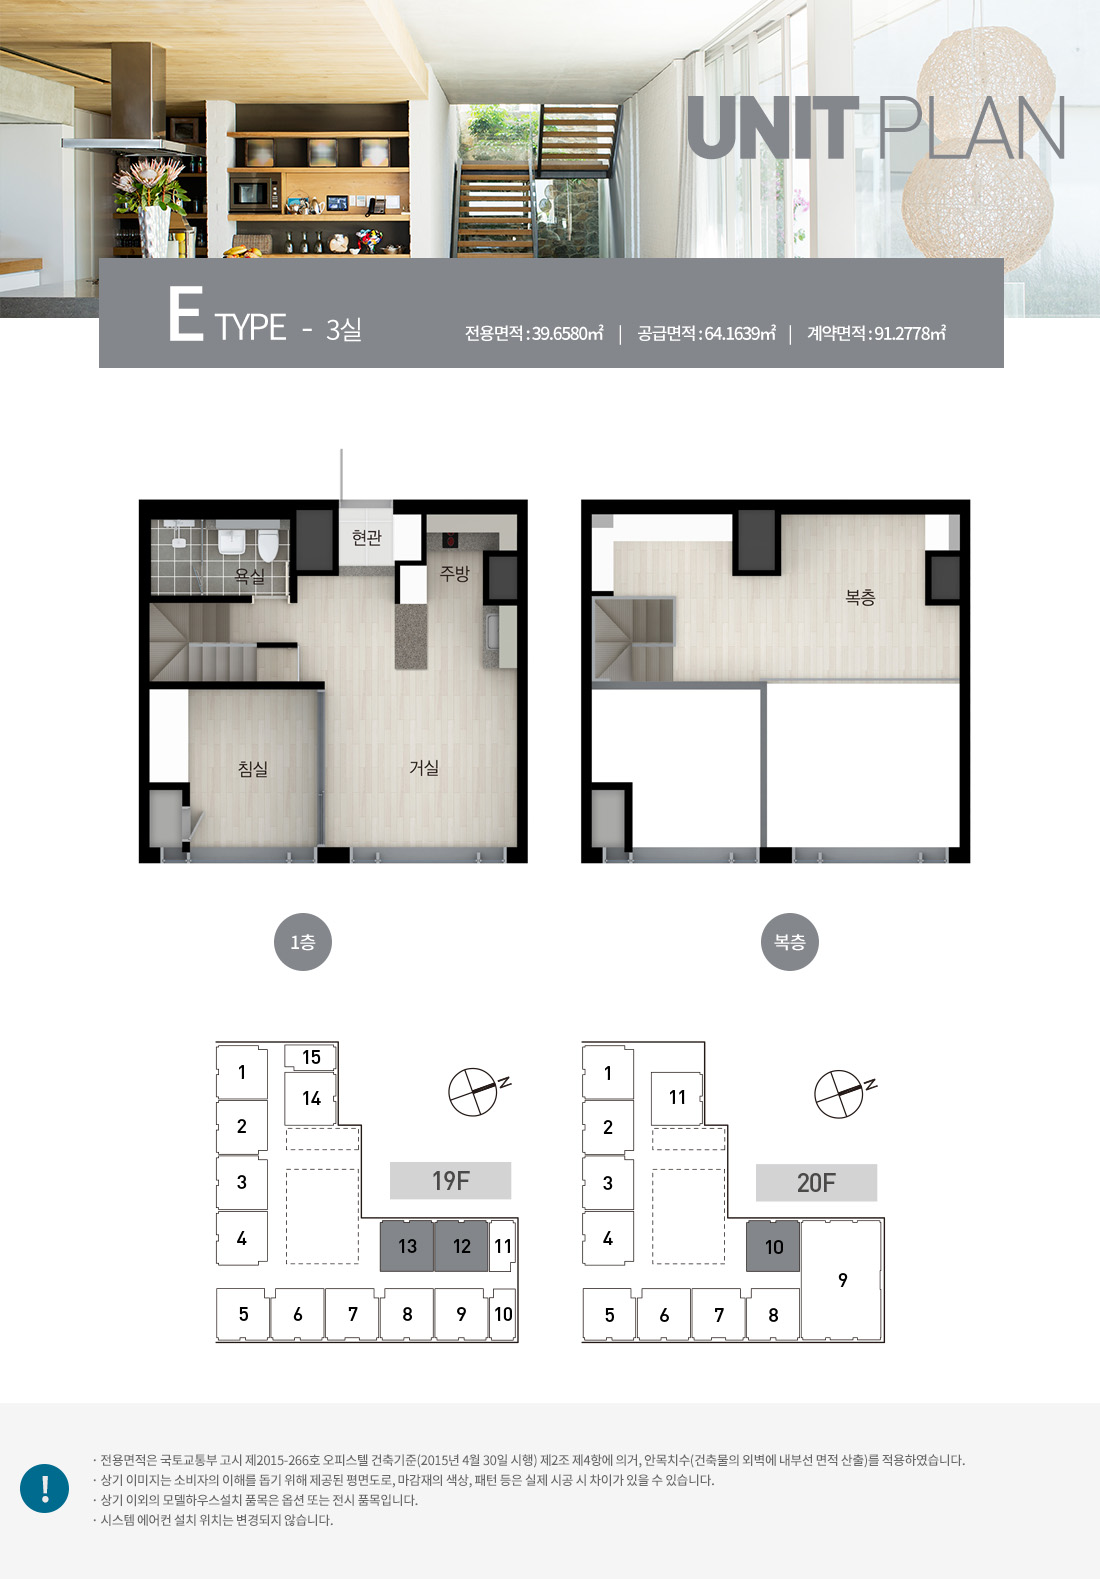 UNIT PLAN
E TYPE - 3실
전용면적 : 39.6580㎡ | 공급면적 : 64.1639㎡ | 계약면적 : 91.2778㎡
현관
욕실
주방
침실
거실
복층
1층
복층
1
15
14
2
3
4
N
19F
13
12
11
5
6
7
8
9
10
1
11
2
3
4
N
20F
10
9
5
6
7
8
!
· 전용면적은 국토교통부 고시 제2015-266호 오피스텔 건축기준(2015년 4월 30일 시행) 제2조 제4항에 의거, 안목치수(건축물의 외벽에 내부선 면적 산출)를 적용하였습니다.
· 상기 이미지는 소비자의 이해를 돕기 위해 제공된 평면도로, 마감재의 색상, 패턴 등은 실제 시공 시 차이가 있을 수 있습니다.
· 상기 이외의 모델하우스설치 품목은 옵션 또는 전시 품목입니다.
· 시스템 에어컨 설치 위치는 변경되지 않습니다.